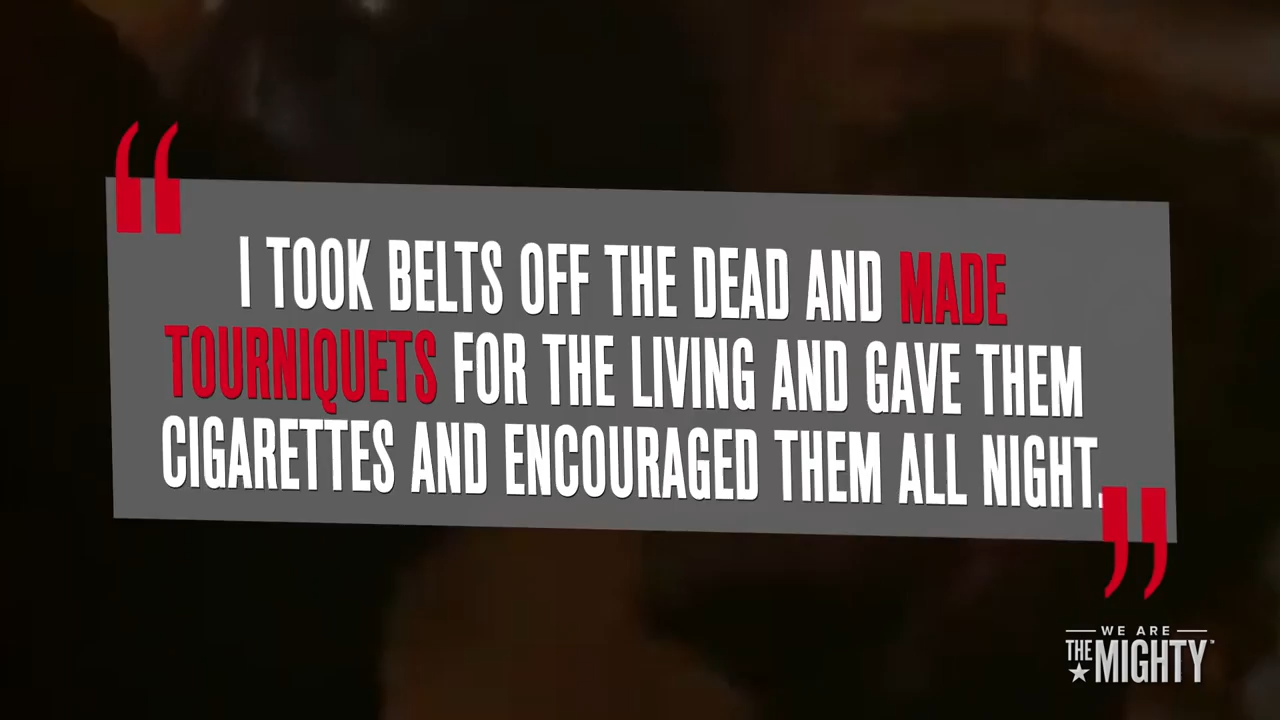 “
I TOOK BELTS OFF THE DEAD AND MADE
TOURNIQUETS FOR THE LIVING AND GAVE THEM
CIGARETTES AND ENCOURAGED THEM ALL NIGHT.
”
WE ARE
THE MIGHTY